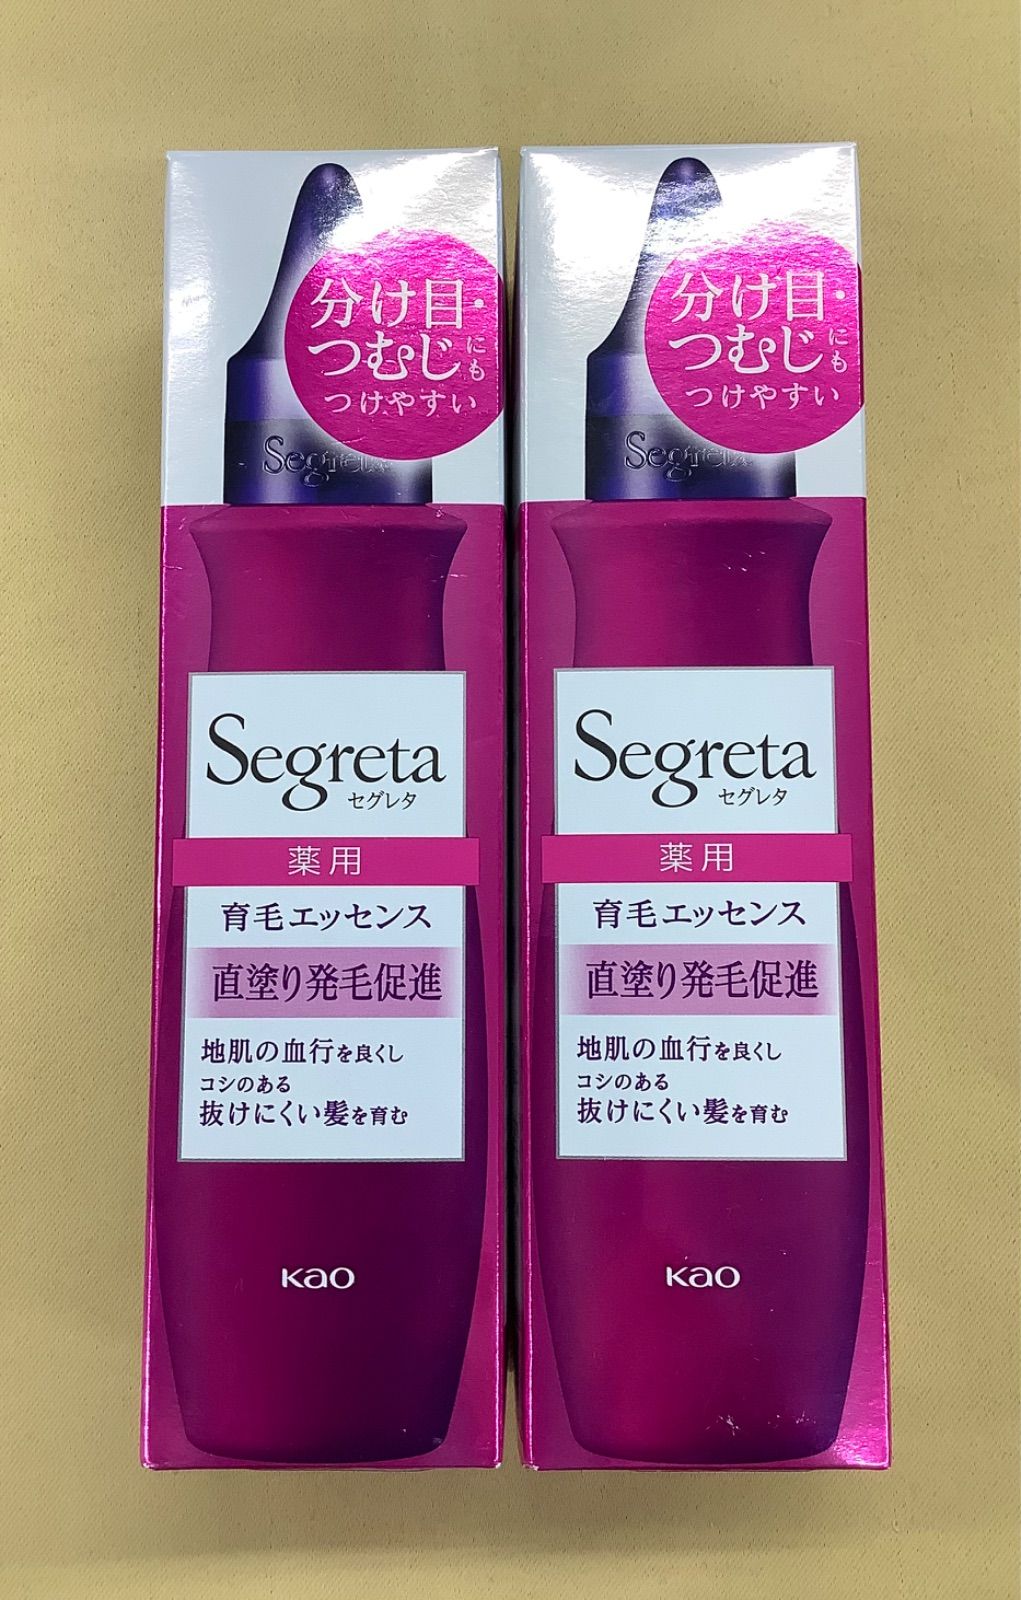 分け目・
つむじにも
つけやすい
Segreta
Segreta
セグレタ
薬用
育毛エッセンス
直塗り発毛促進
地肌の血行を良くし
コシのある
抜けにくい髪を育む
Kao
分け目・
つむじにも
つけやすい
Segreta
Segreta
セグレタ
薬用
育毛エッセンス
直塗り発毛促進
地肌の血行を良くし
コシのある
抜けにくい髪を育む
Kao